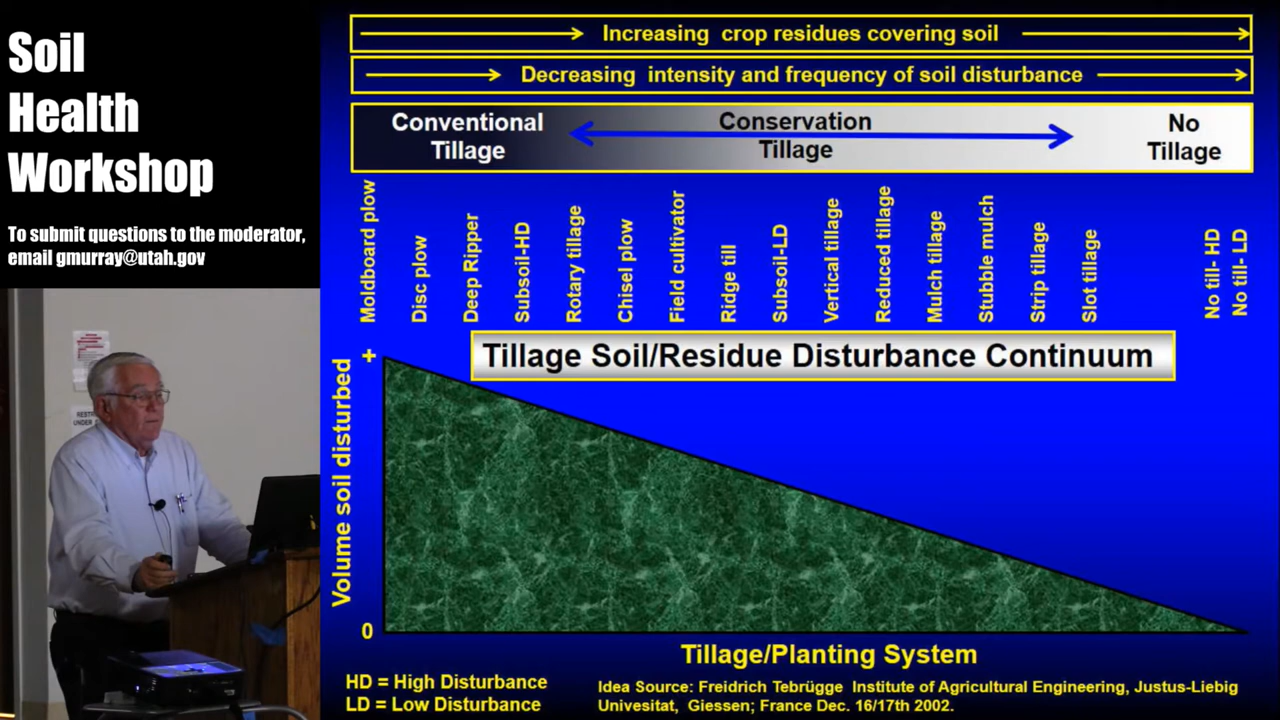 Soil
Health
Workshop
To submit questions to the moderator,
email gmurray@utah.gov
RESTR
UNDER
Increasing crop residues covering soil
Decreasing intensity and frequency of soil disturbance
Conventional
Tillage
Conservation
Tillage
No
Tillage
Moldboard plow
Disc plow
Deep Ripper
Subsoil-HD
Rotary tillage
Chisel plow
Field cultivator
Ridge till
Subsoil-LD
Vertical tillage
Reduced tillage
Mulch tillage
Stubble mulch
Strip tillage
Slot tillage
No till- HD
No till- LD
Tillage Soil/Residue Disturbance Continuum
+
Volume soil disturbed
0
Tillage/Planting System
HD = High Disturbance
LD = Low Disturbance
Idea Source: Freidrich Tebrügge Institute of Agricultural Engineering, Justus-Liebig
Univesitat, Giessen; France Dec. 16/17th 2002.